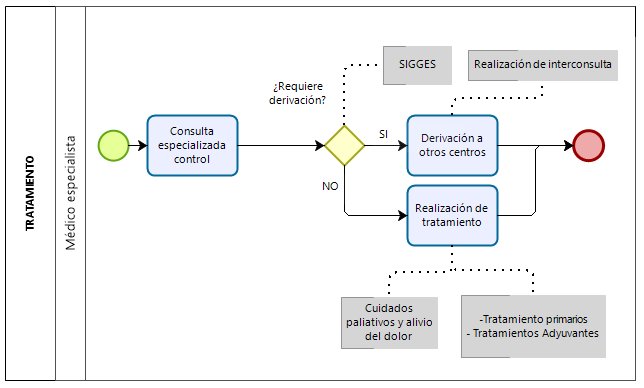 TRATAMIENTO
Médico especialista
Consulta
especializada
control
¿Requiere
derivación?
SIGGES
Realización de interconsulta
SI
Derivación a
otros centros
NO
Realización de
tratamiento
Cuidados
paliativos y alivio
del dolor
-Tratamiento primarios
- Tratamientos Adyuvantes